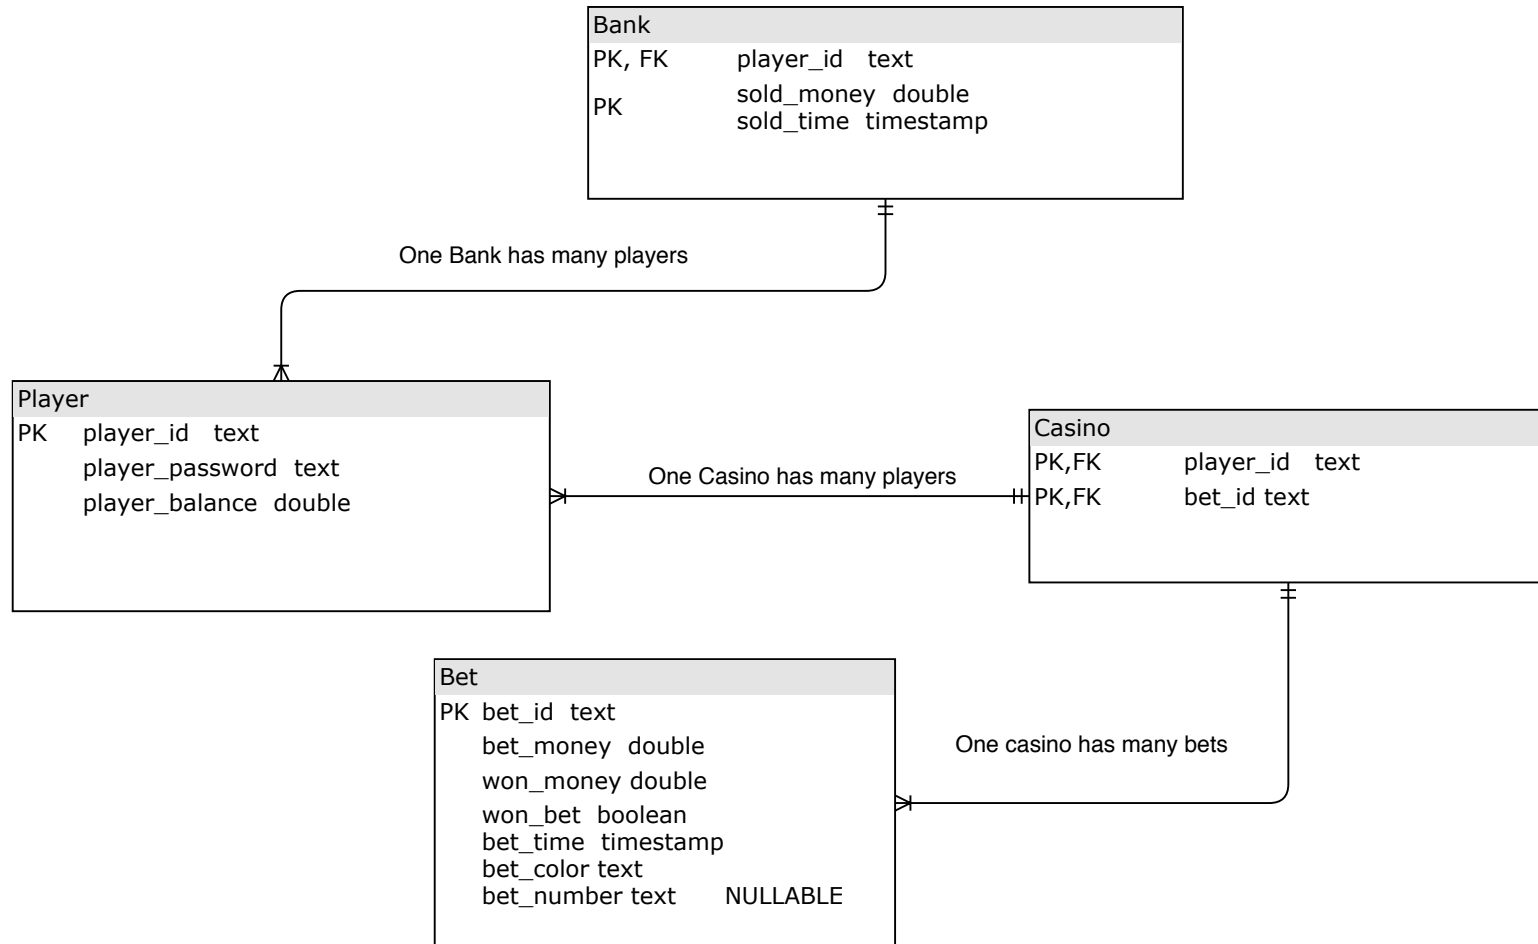 Bank
PK, FK player_id text
PK sold_money double
sold_time timestamp
One Bank has many players
Player
PK player_id text
player_password text
player_balance double
One Casino has many players
Casino
PK,FK player_id text
PK,FK bet_id text
Bet
PK bet_id text
bet_money double
won_money double
won_bet boolean
bet_time timestamp
bet_color text
bet_number text NULLABLE
One casino has many bets